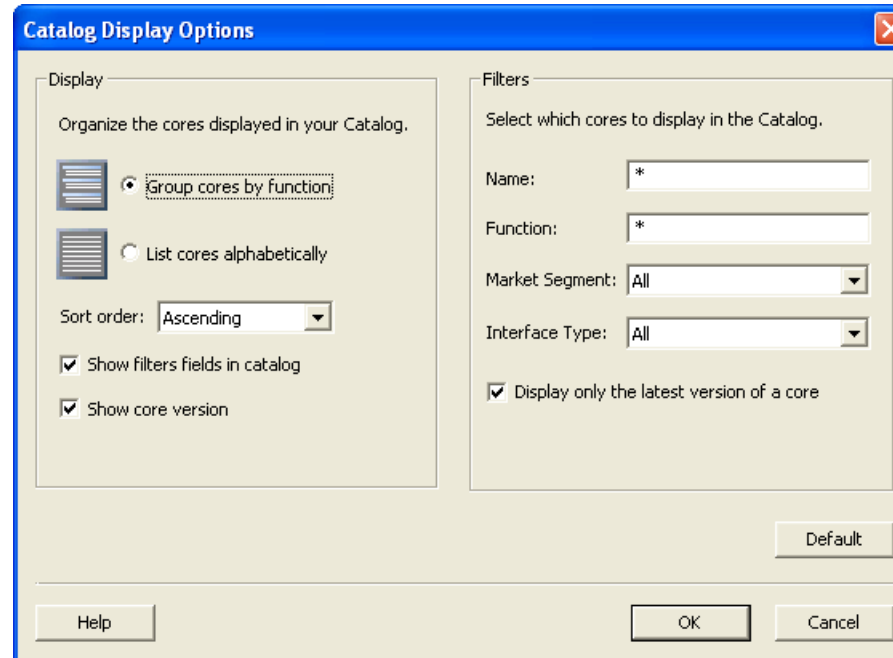 Catalog Display Options
Display
Organize the cores displayed in your Catalog.
Group cores by function
List cores alphabetically
Sort order: Ascending
Show filters fields in catalog
Show core version
Filters
Select which cores to display in the Catalog.
Name: *
Function: *
Market Segment: All
Interface Type: All
Display only the latest version of a core
Default
Help
OK
Cancel